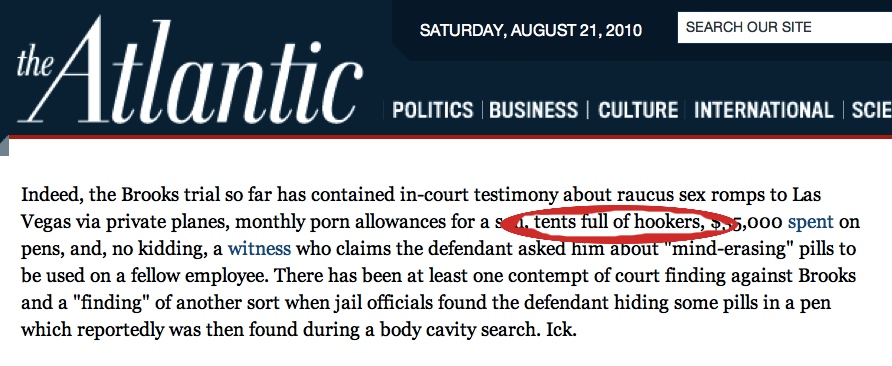 the Atlantic
SATURDAY, AUGUST 21, 2010
SEARCH OUR SITE
POLITICS | BUSINESS | CULTURE | INTERNATIONAL | SCIE
Indeed, the Brooks trial so far has contained in-court testimony about raucus sex romps to Las
Vegas via private planes, monthly porn allowances for a tents full of hookers,
spent on
pens, and, no kidding, a witness who claims the defendant asked him about "mind-erasing" pills to
be used on a fellow employee. There has been at least one contempt of court finding against Brooks
and a "finding" of another sort when jail officials found the defendant hiding some pills in a pen
which reportedly was then found during a body cavity search. Ick.